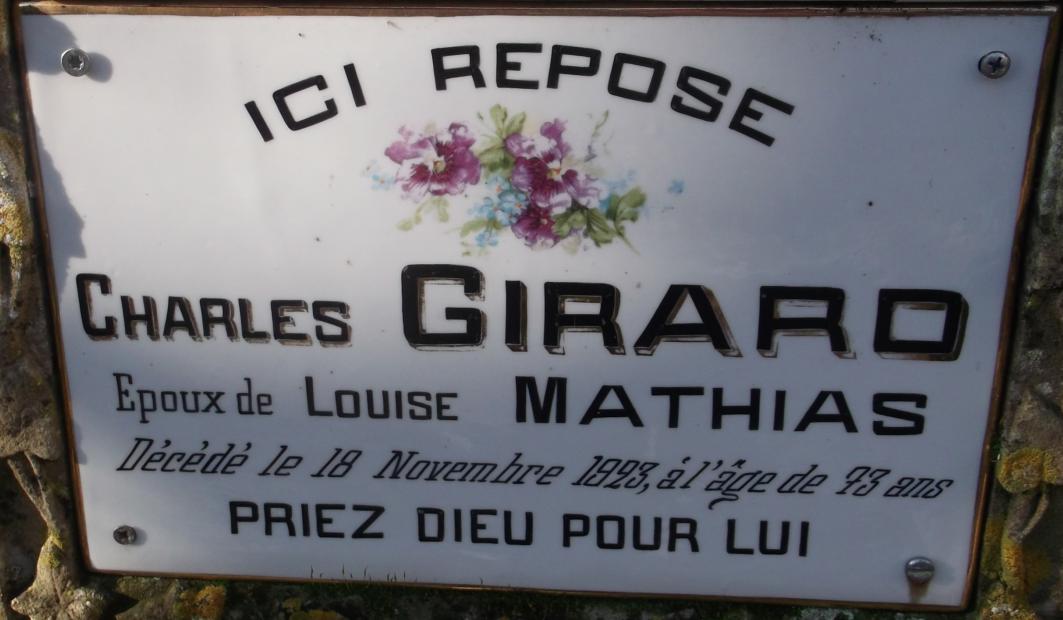 ICI REPOSE
CHARLES GIRARD
Epoux de LOUISE MATHIAS
Décédé le 18 Novembre 1923, á l'âge de 73 ans
PRIEZ DIEU POUR LUI